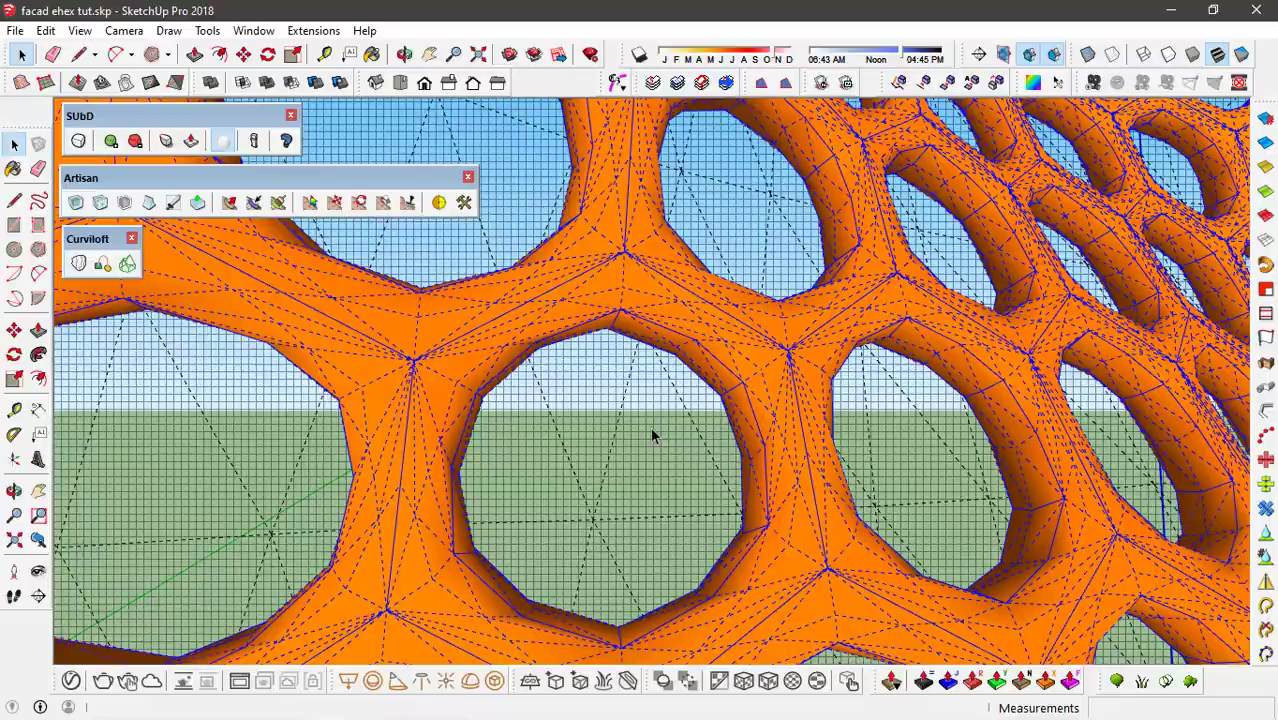 facad ehex tut.skp - SketchUp Pro 2018
File Edit View Camera Draw Tools Window Extensions Help
J F M A M J J A S O N D 06:43 AM Noon 04:45 PM
SUbD
Artisan
Curviloft
Measurements